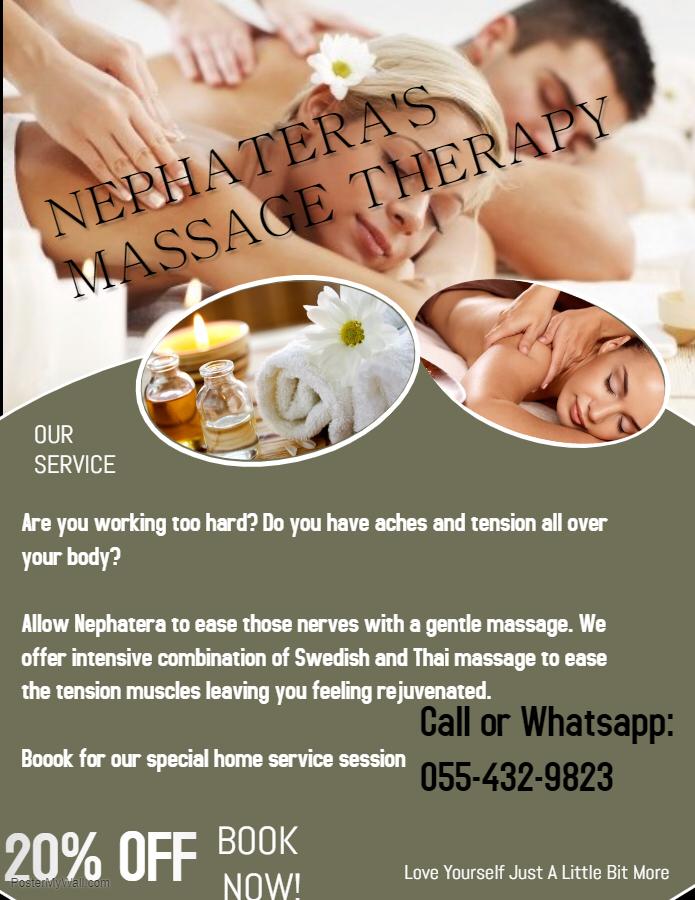 NEPHATERA'S
MASSAGE THERAPY
OUR
SERVICE
Are you working too hard? Do you have aches and tension all over
your body?
Allow Nephatera to ease those nerves with a gentle massage. We
offer intensive combination of Swedish and Thai massage to ease
the tension muscles leaving you feeling rejuvenated.
Call or Whatsapp:
Boook for our special home service session
055-432-9823
20% OFF
BOOK
NOW!
PosterMyWall.com
Love Yourself Just A Little Bit More